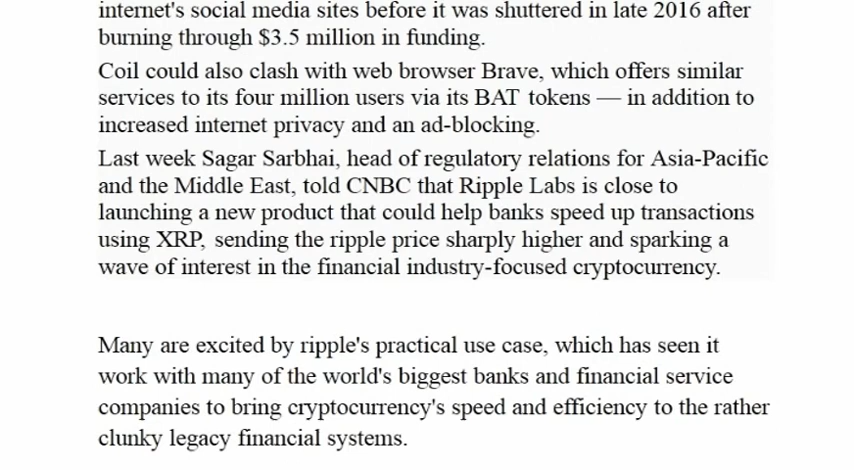 internet's social media sites before it was shuttered in late 2016 after
burning through $3.5 million in funding.
Coil could also clash with web browser Brave, which offers similar
services to its four million users via its BAT tokens — in addition to
increased internet privacy and an ad-blocking.
Last week Sagar Sarbhai, head of regulatory relations for Asia-Pacific
and the Middle East, told CNBC that Ripple Labs is close to
launching a new product that could help banks speed up transactions
using XRP, sending the ripple price sharply higher and sparking a
wave of interest in the financial industry-focused cryptocurrency.
Many are excited by ripple's practical use case, which has seen it
work with many of the world's biggest banks and financial service
companies to bring cryptocurrency's speed and efficiency to the rather
clunky legacy financial systems.